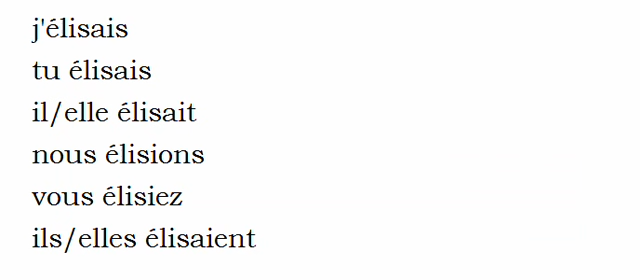 j'élisais
tu élisais
il/elle élisait
nous élisions
vous élisiez
ils/elles élisaient